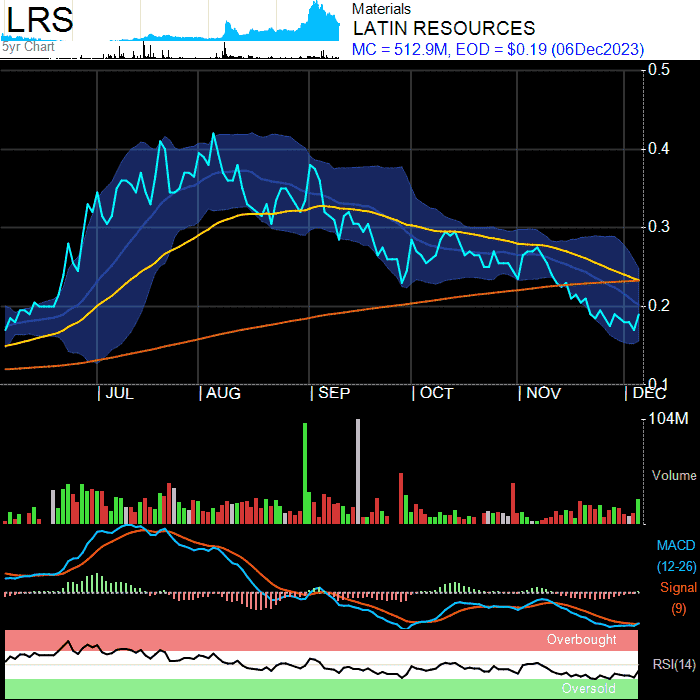 LRS
5yr Chart
Materials
LATIN RESOURCES
MC = 512.9M, EOD = $0.19 (06Dec2023)
0.5
0.4
0.3
0.2
0.1
| JUL | AUG | SEP | OCT | NOV | DEC
104M
Volume
MACD
(12-26)
Signal
(9)
Overbought
RSI(14)
Oversold